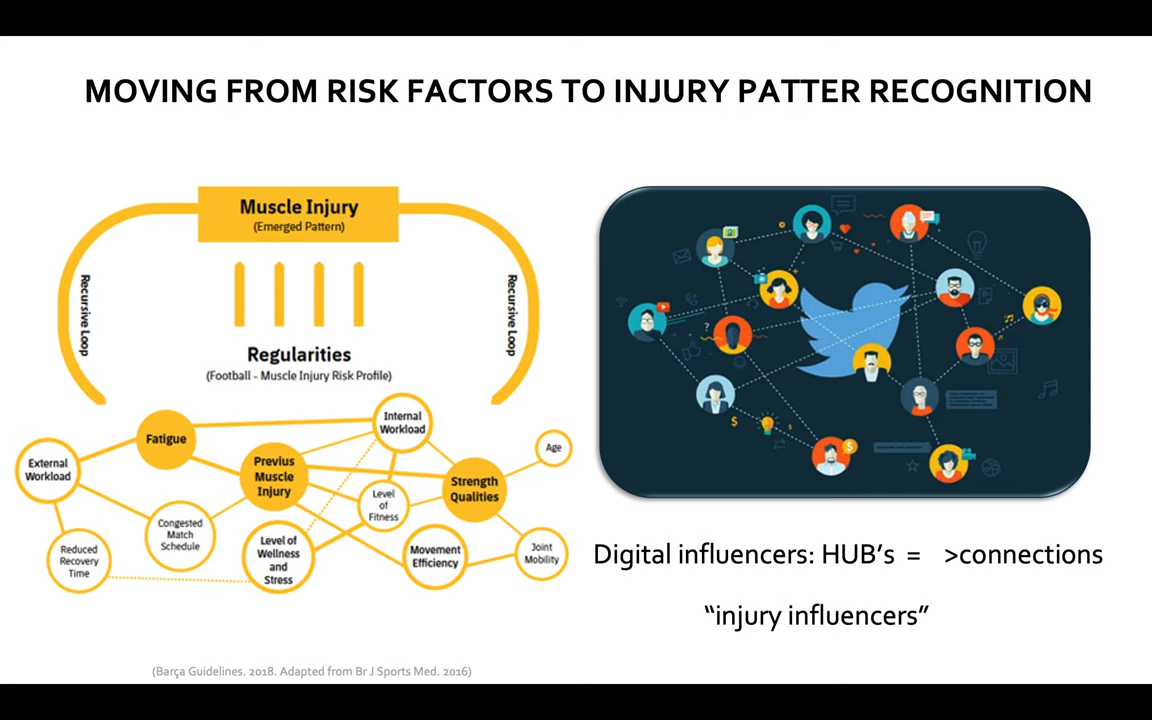 MOVING FROM RISK FACTORS TO INJURY PATTER RECOGNITION
Muscle Injury
(Emerged Pattern)
Recursive Loop
Recursive Loop
Regularities
(Football - Muscle Injury Risk Profile)
External
Workload
Fatigue
Previus
Muscle
Injury
Internal
Workload
Strength
Qualities
Age
Level
of
Fitness
Congested
Match
Schedule
Reduced
Recovery
Time
Level of
Wellness
and
Stress
Movement
Efficiency
Joint
Mobility
?
$
$
$
Digital influencers: HUB’s = >connections
“injury influencers”
(Barça Guidelines. 2018. Adapted from Br J Sports Med. 2016)